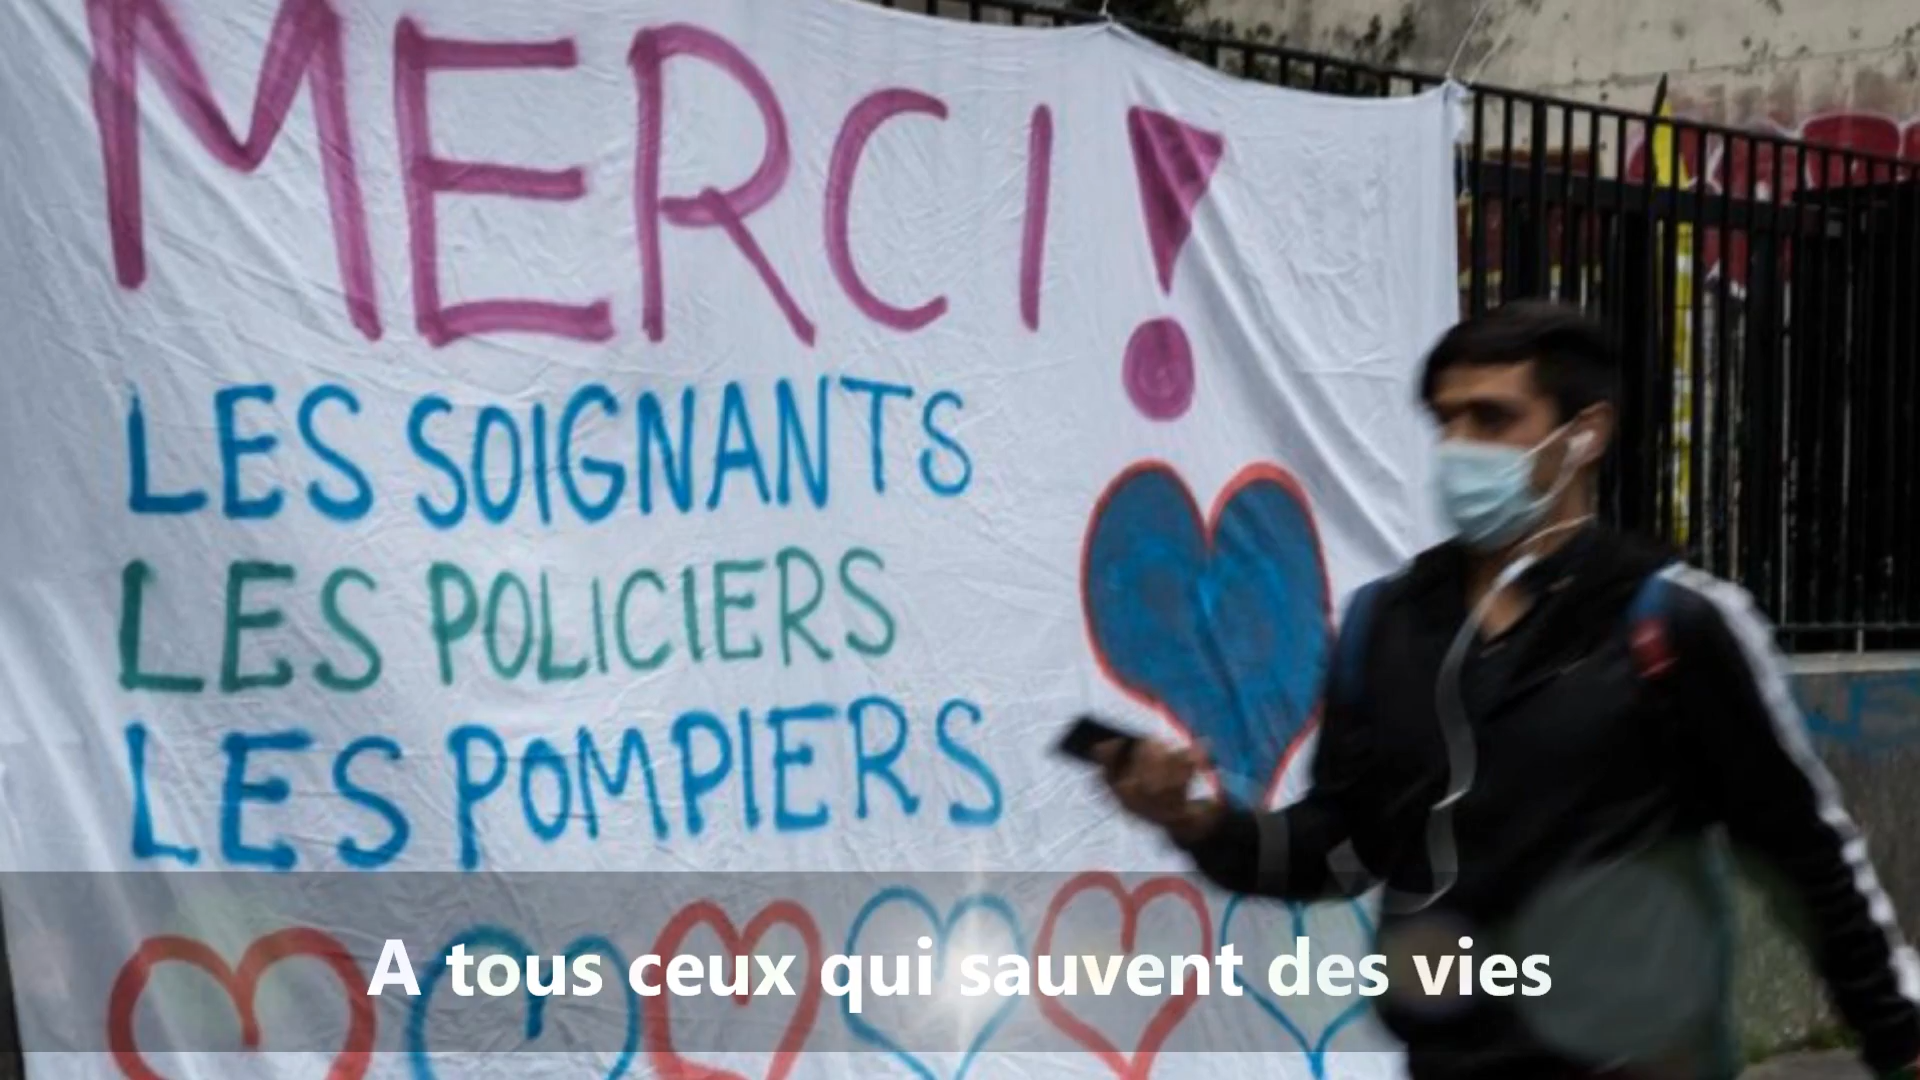 MERCI !
LES SOIGNANTS
LES POLICIERS
LES POMPIERS
A tous ceux qui sauvent des vies